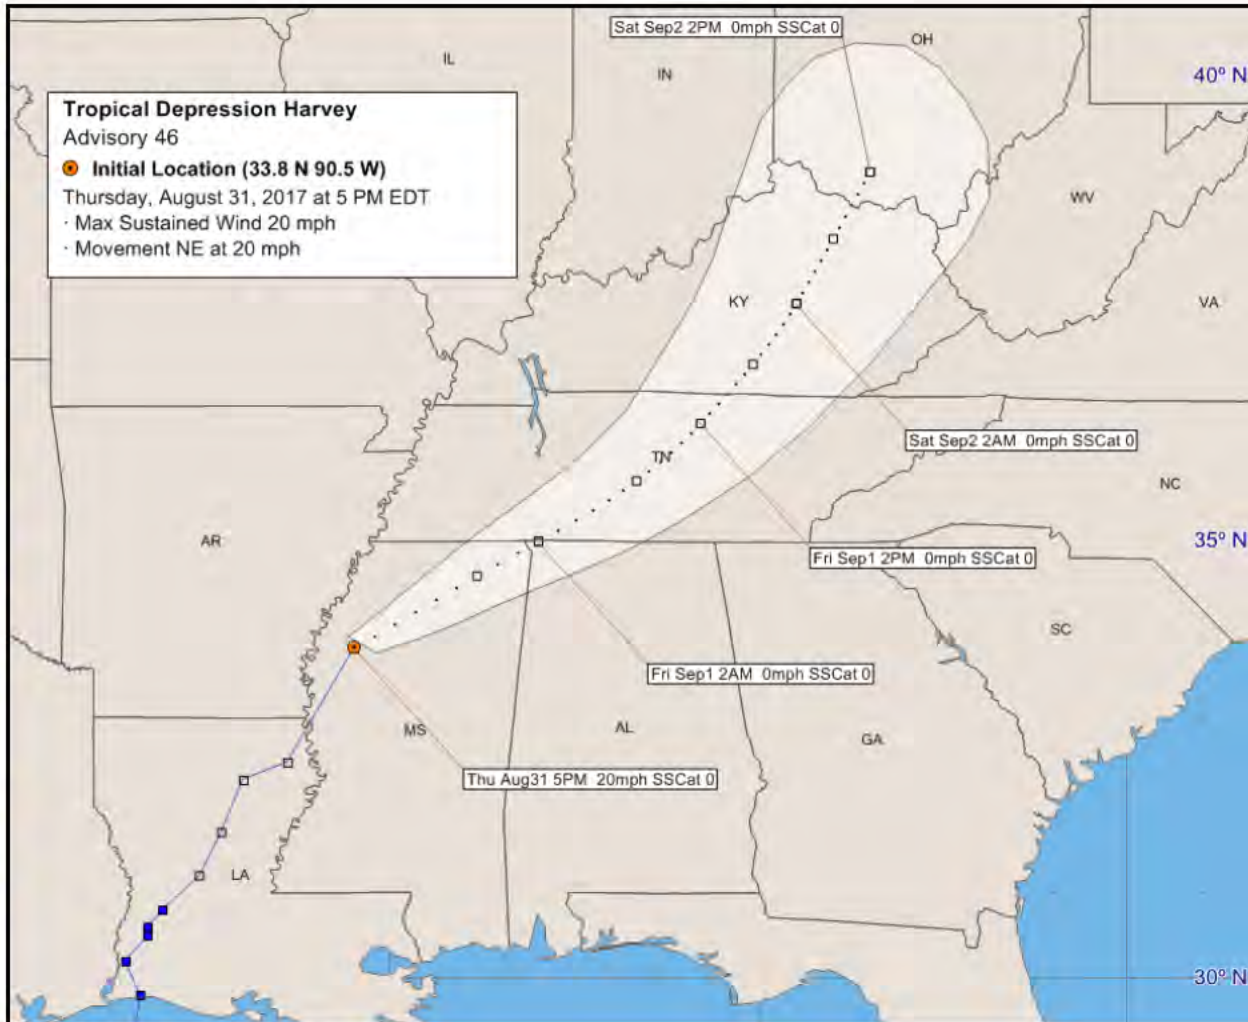 Sat Sep2 2PM  0mph SSCat 0
OH
IL
IN
40° N
Tropical Depression Harvey
Advisory 46
Initial Location (33.8 N 90.5 W)
Thursday, August 31, 2017 at 5 PM EDT
· Max Sustained Wind 20 mph
· Movement NE at 20 mph
WV
KY
VA
Sat Sep2 2AM  0mph SSCat 0
TN
NC
AR
35° N
Fri Sep1 2PM  0mph SSCat 0
SC
Fri Sep1 2AM  0mph SSCat 0
MS
AL
GA
Thu Aug31 5PM  20mph SSCat 0
LA
30° N